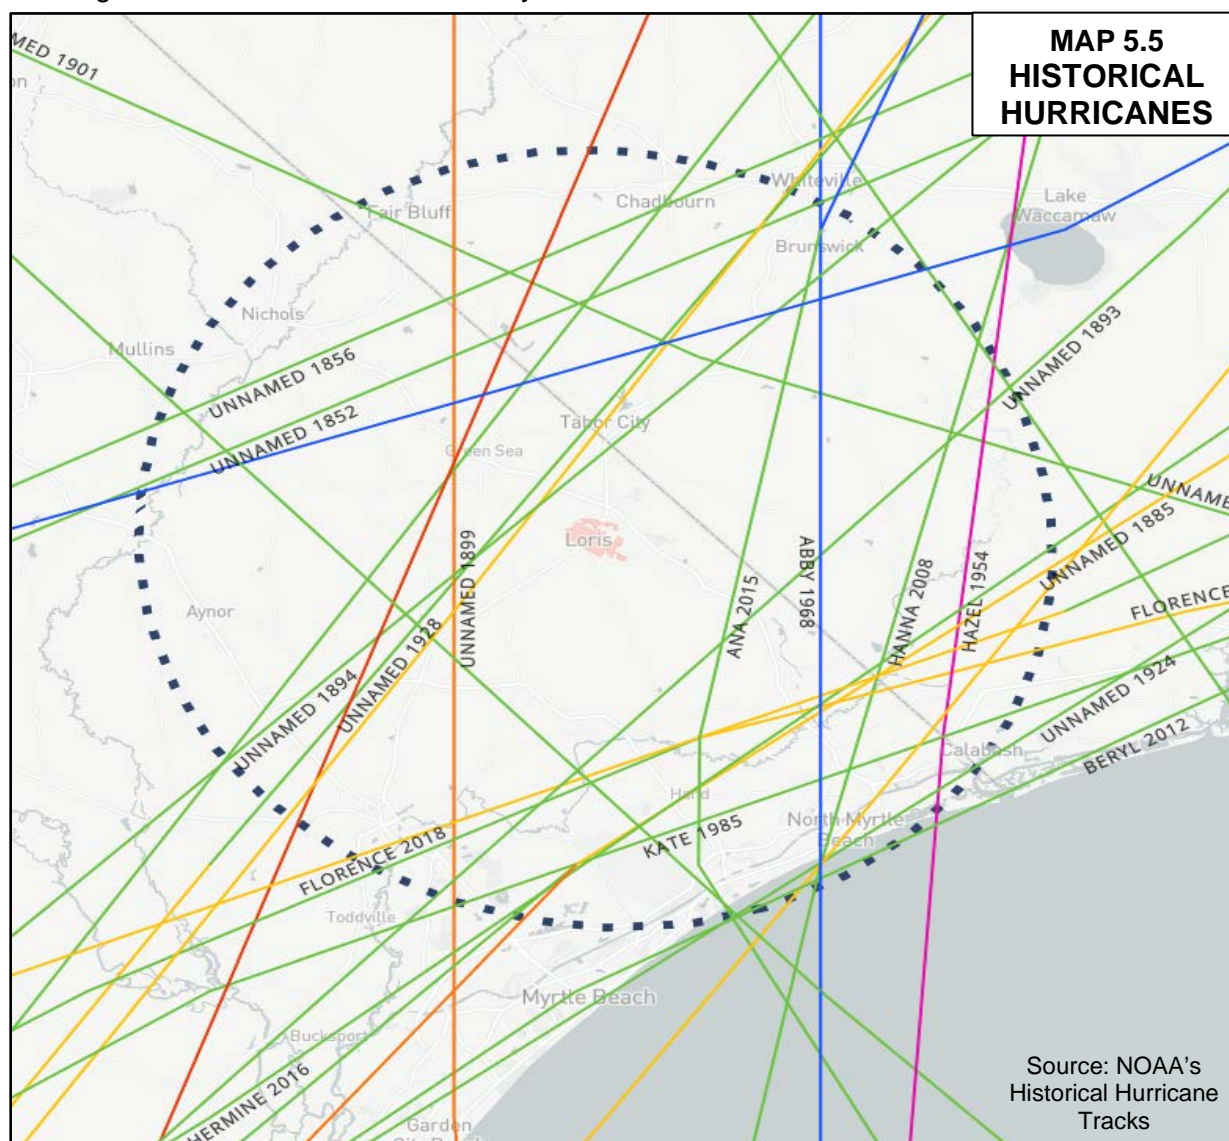 MAP 5.5
HISTORICAL
HURRICANES
MED 1901
Fair Bluff
Chadbourn
Whiteville
Lake
Waccamaw
Brunswick
Nichols
Mullins
UNNAMED 1856
UNNAMED 1893
UNNAMED 1852
Tabor City
Green Sea
UNNAME
Loris
UNNAMED 1899
ABBY 1968
UNNAMED 1885
Aynor
ANA 2015
HANNA 2008
HAZEL 1954
FLORENCE
UNNAMED 1894
UNNAMED 1928
UNNAMED 1924
BERYL 2012
Calabash
Hand
KATE 1985
North Myrtle
Beach
FLORENCE 2018
Toddville
Myrtle Beach
Bucksport
HERMINE 2016
Garden
Source: NOAA's
Historical Hurricane
Tracks